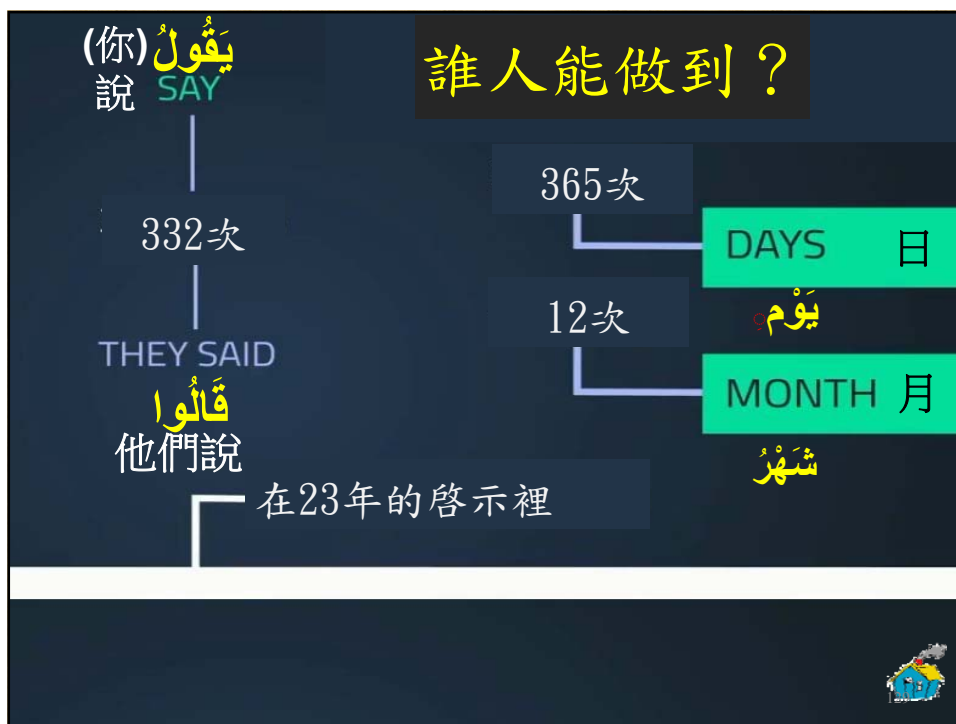 (你) يَقُولُ
說 SAY
誰人能做到？
332次
THEY SAID
قَالُوا
他們說
365次
DAYS 日
يَوْم
12次
MONTH 月
شَهْرُ
在23年的啓示裡